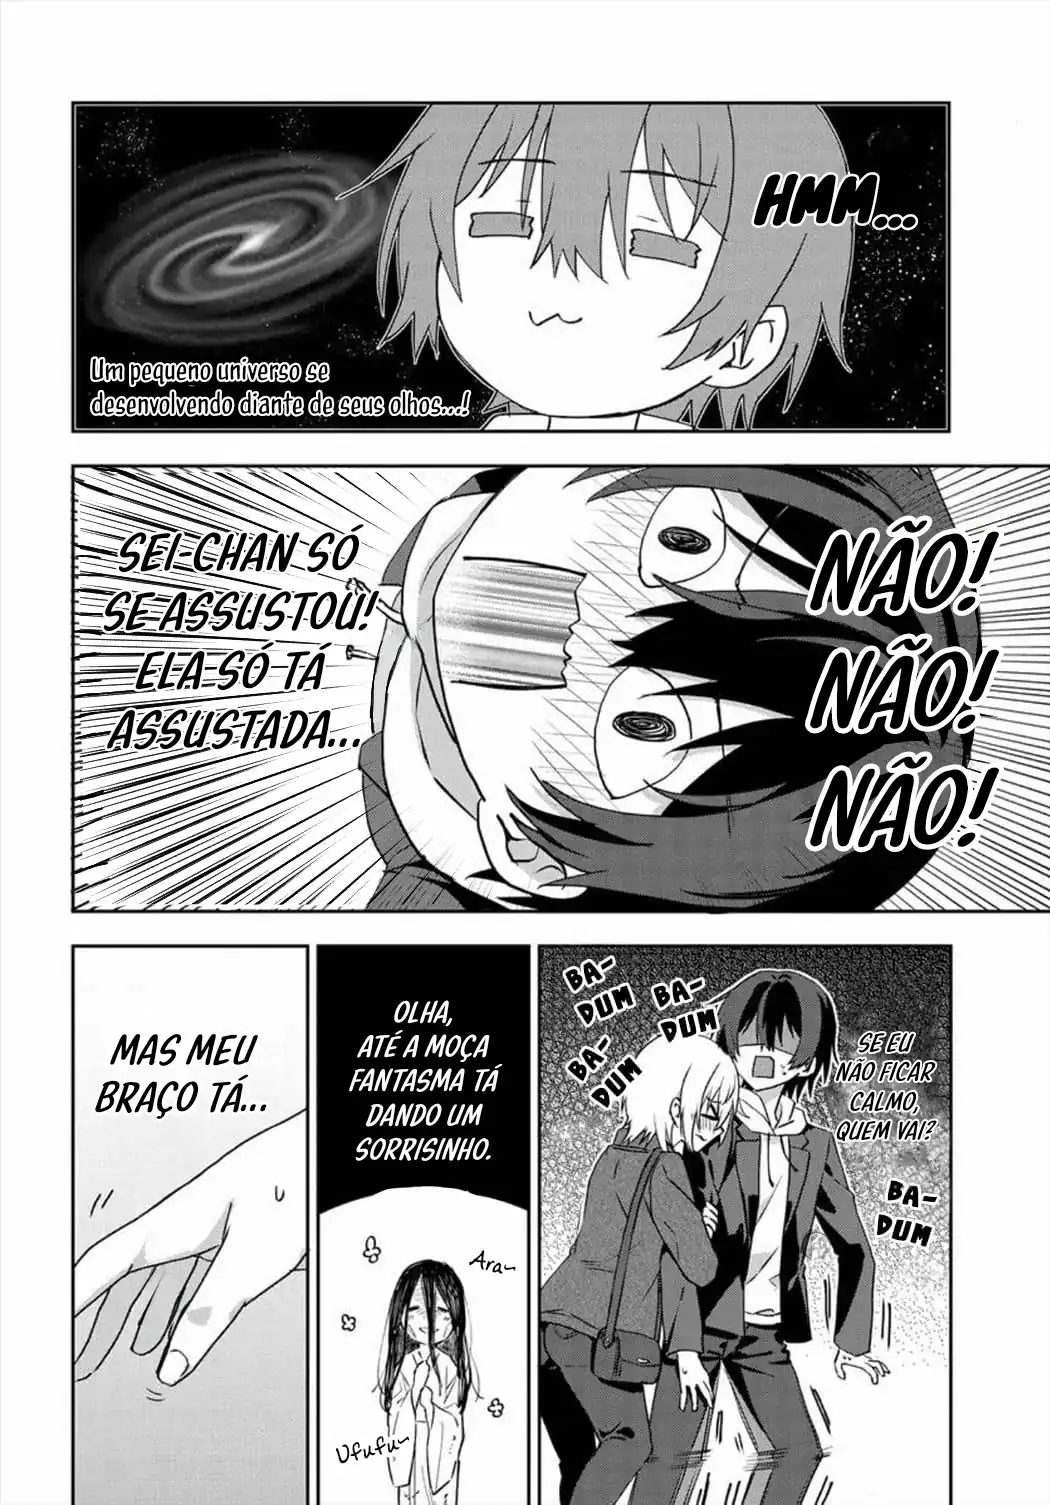 HMM...
Um pequeno universo se
desenvolvendo diante de seus olhos...!
NÃO!
NÃO!
NÃO!
SEI-CHAN SÓ
SE ASSUSTOU!
ELA SÓ TÁ
ASSUSTADA...
BA-
DUM
BA-
DUM
BA-
DUM
SE EU
NÃO FICAR
CALMO,
QUEM VAI?
BA-
DUM
OLHA,
ATÉ A MOÇA
FANTASMA TÁ
DANDO UM
SORRISINHO.
Ara~
Ufufu~
MAS MEU
BRAÇO TÁ...